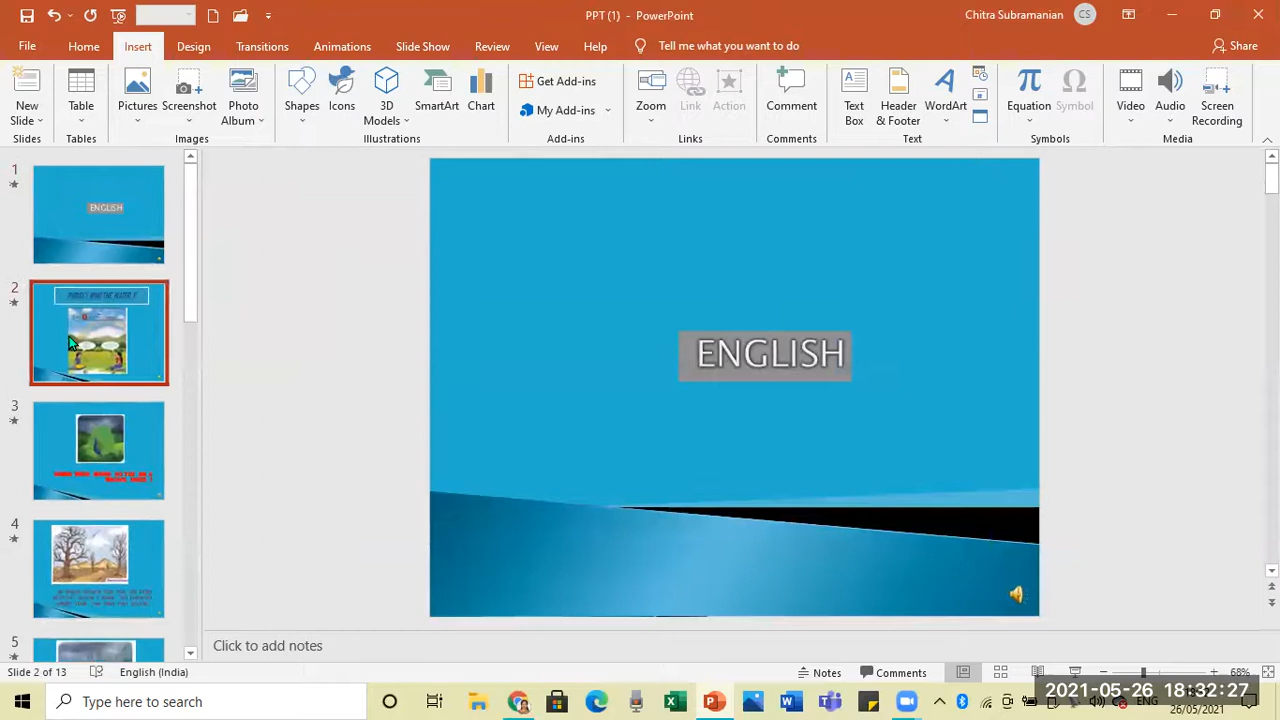 PPT (1) - PowerPoint
Chitra Subramanian
CS
File
Home
Insert
Design
Transitions
Animations
Slide Show
Review
View
Help
Tell me what you want to do
Share
New Slide
Table
Pictures
Screenshot
Photo Album
Shapes
Icons
3D Models
SmartArt
Chart
Get Add-ins
My Add-ins
Zoom
Link
Action
Comment
Text Box
Header & Footer
WordArt
Equation
Symbol
Video
Audio
Screen Recording
Slides
Tables
Images
Illustrations
Add-ins
Links
Comments
Text
Symbols
Media
1
ENGLISH
2
3
4
5
ENGLISH
Click to add notes
Slide 2 of 13
English (India)
Notes
Comments
68%
Type here to search
ENG
2021-05-26 18:32:27
26/05/2021